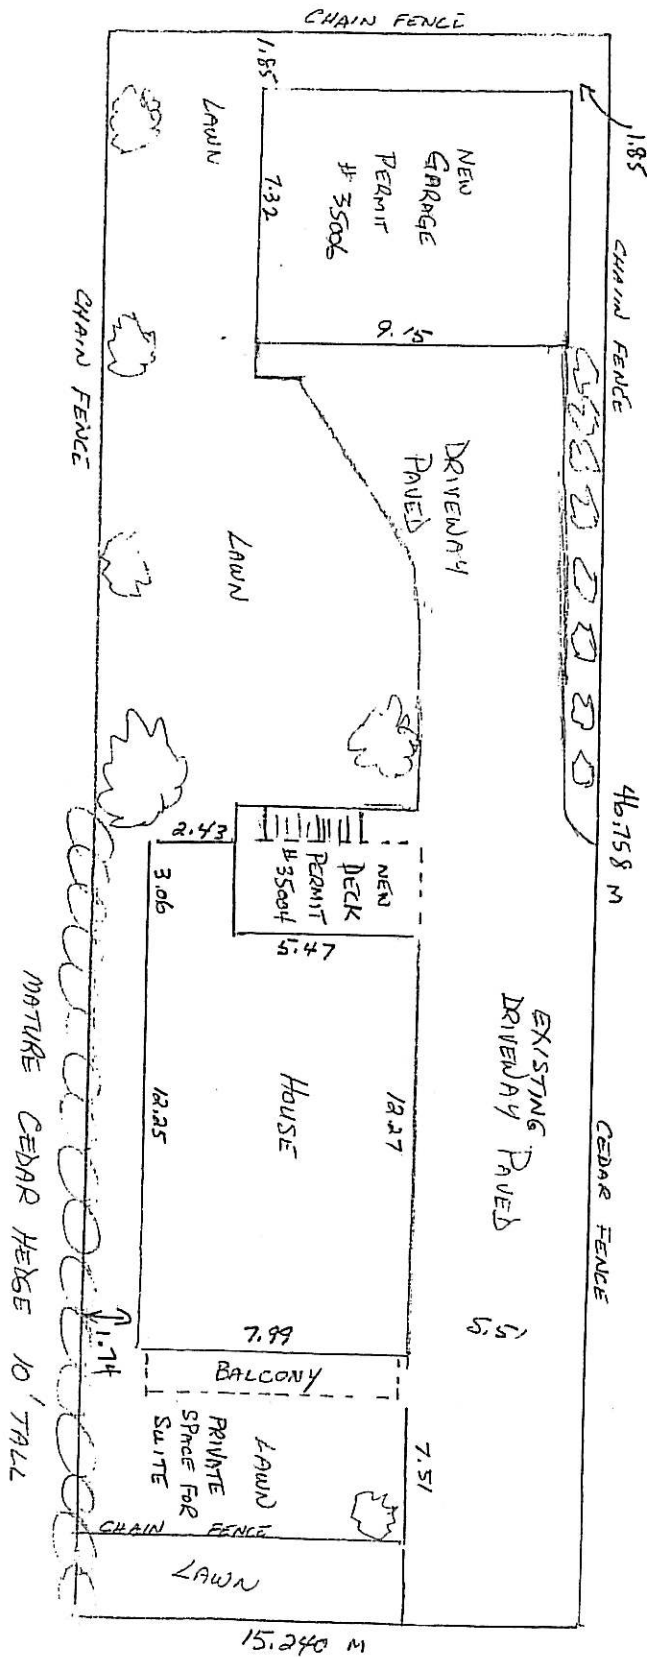 CHAIN FENCE
1.85
1.85
LAWN
NEW
GARAGE
PERMIT
# 35006
7.32
9.15
CHAIN FENCE
CHAIN FENCE
DRIVEWAY
PAVED
LAWN
46.758 M
2.43
3.06
NEW
DECK
PERMIT
#35004
5.47
EXISTING
DRIVEWAY PAVED
CEDAR FENCE
HOUSE
12.27
12.25
MATURE CEDAR HEDGE 10' TALL
5.5'
7.99
1.74
BALCONY
LAWN
PRIVATE
SPACE FOR
SUITE
7.51
CHAIN FENCE
LAWN
15.240 M